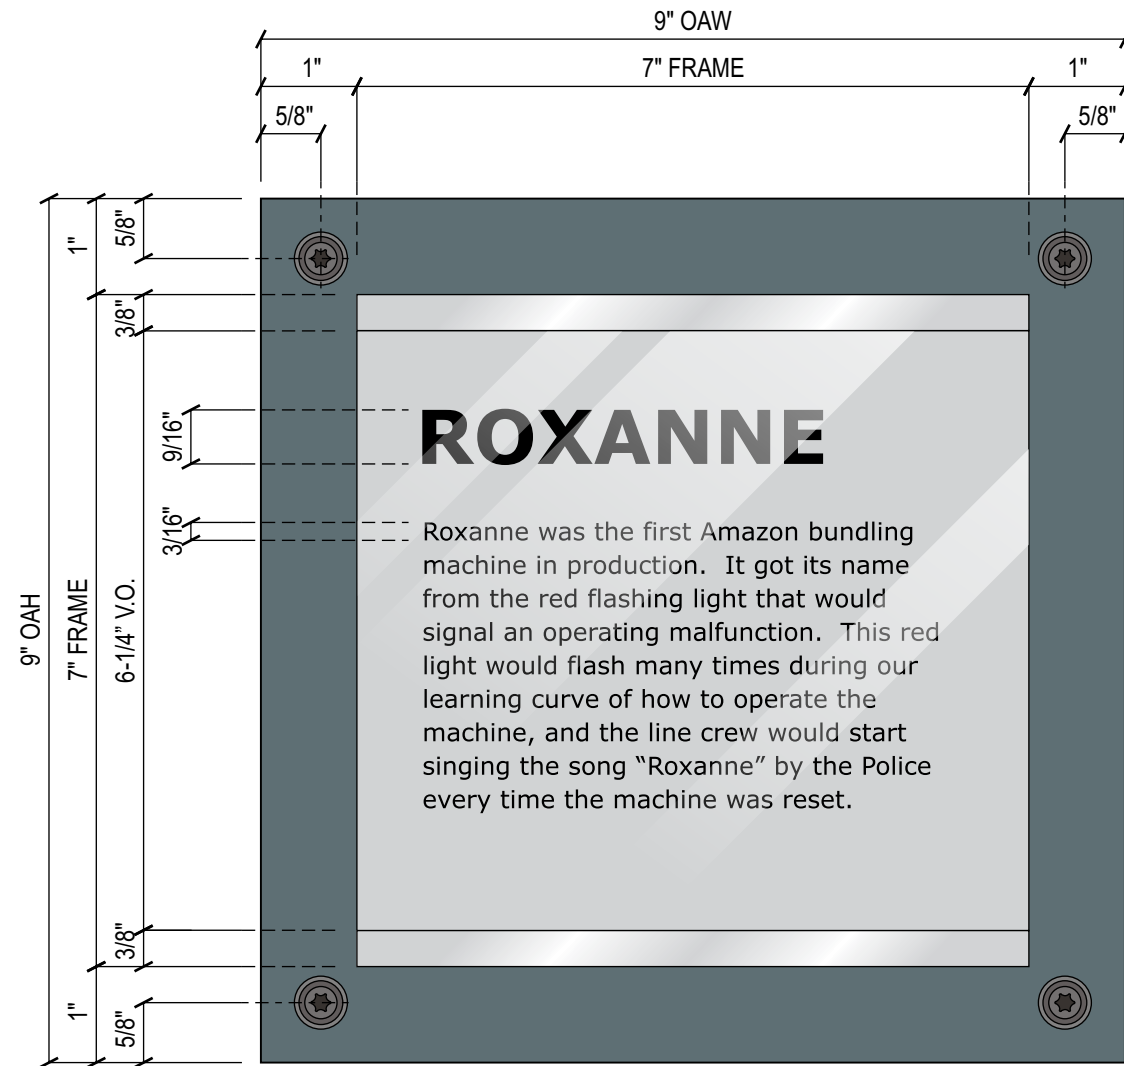 9" OAW
1"
7" FRAME
1"
5/8"
5/8"
5/8"
1"
3/8"
9/16"
3/16"
9" OAH
7" FRAME
6-1/4” V.O.
3/8"
1"
5/8"
ROXANNE
Roxanne was the first Amazon bundling
machine in production.  It got its name
from the red flashing light that would
signal an operating malfunction.  This red
light would flash many times during our
learning curve of how to operate the
machine, and the line crew would start
singing the song “Roxanne” by the Police
every time the machine was reset.